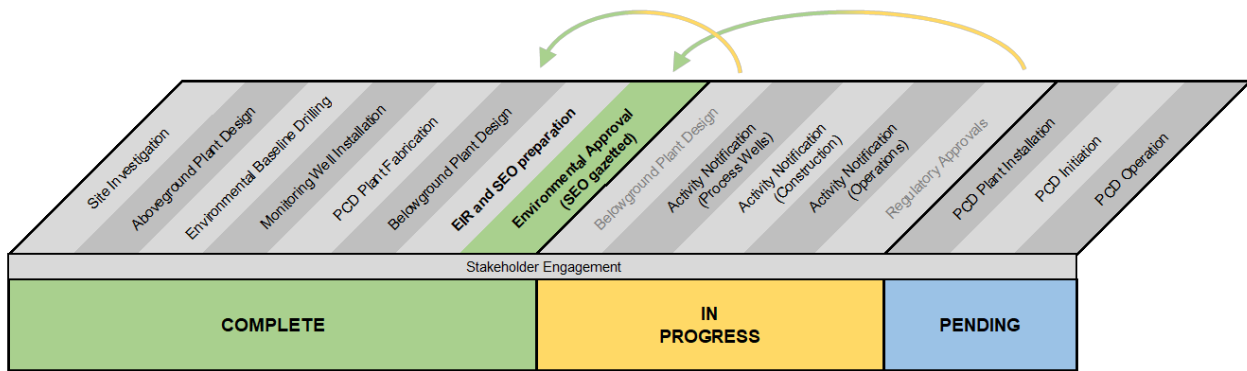 Site Investigation
Aboveground Plant Design
Environmental Baseline Drilling
Monitoring Well Installation
PCD Plant Fabrication
Belowground Plant Design
EIR and SEO preparation
Environmental Approval
(SEO gazetted)
Belowground Plant Design
Activity Notification
(Process Wells)
Activity Notification
(Construction)
Activity Notification
(Operations)
Regulatory Approvals
PCD Plant Installation
PCD Initiation
PCD Operation
Stakeholder Engagement
COMPLETE
IN
PROGRESS
PENDING